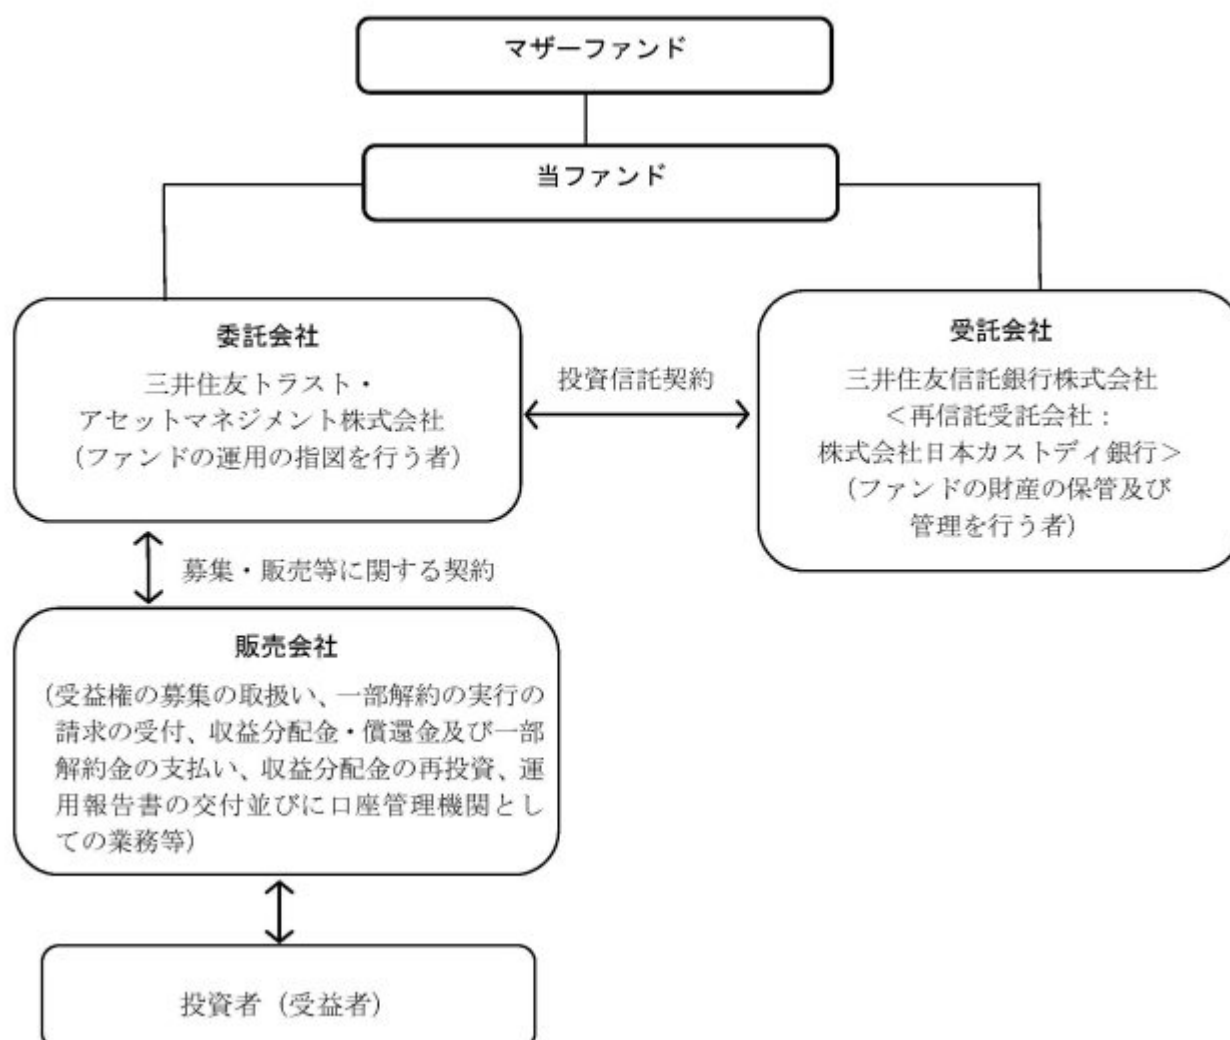 マザーファンド
当ファンド
委託会社
三井住友トラスト・
アセットマネジメント株式会社
（ファンドの運用の指図を行う者）
投資信託契約
受託会社
三井住友信託銀行株式会社
＜再信託受託会社：
株式会社日本カストディ銀行＞
（ファンドの財産の保管及び
管理を行う者）
募集・販売等に関する契約
販売会社
（受益権の募集の取扱い、一部解約の実行の
請求の受付、収益分配金・償還金及び一部
解約金の支払い、収益分配金の再投資、運
用報告書の交付並びに口座管理機関とし
ての業務等）
投資者（受益者）